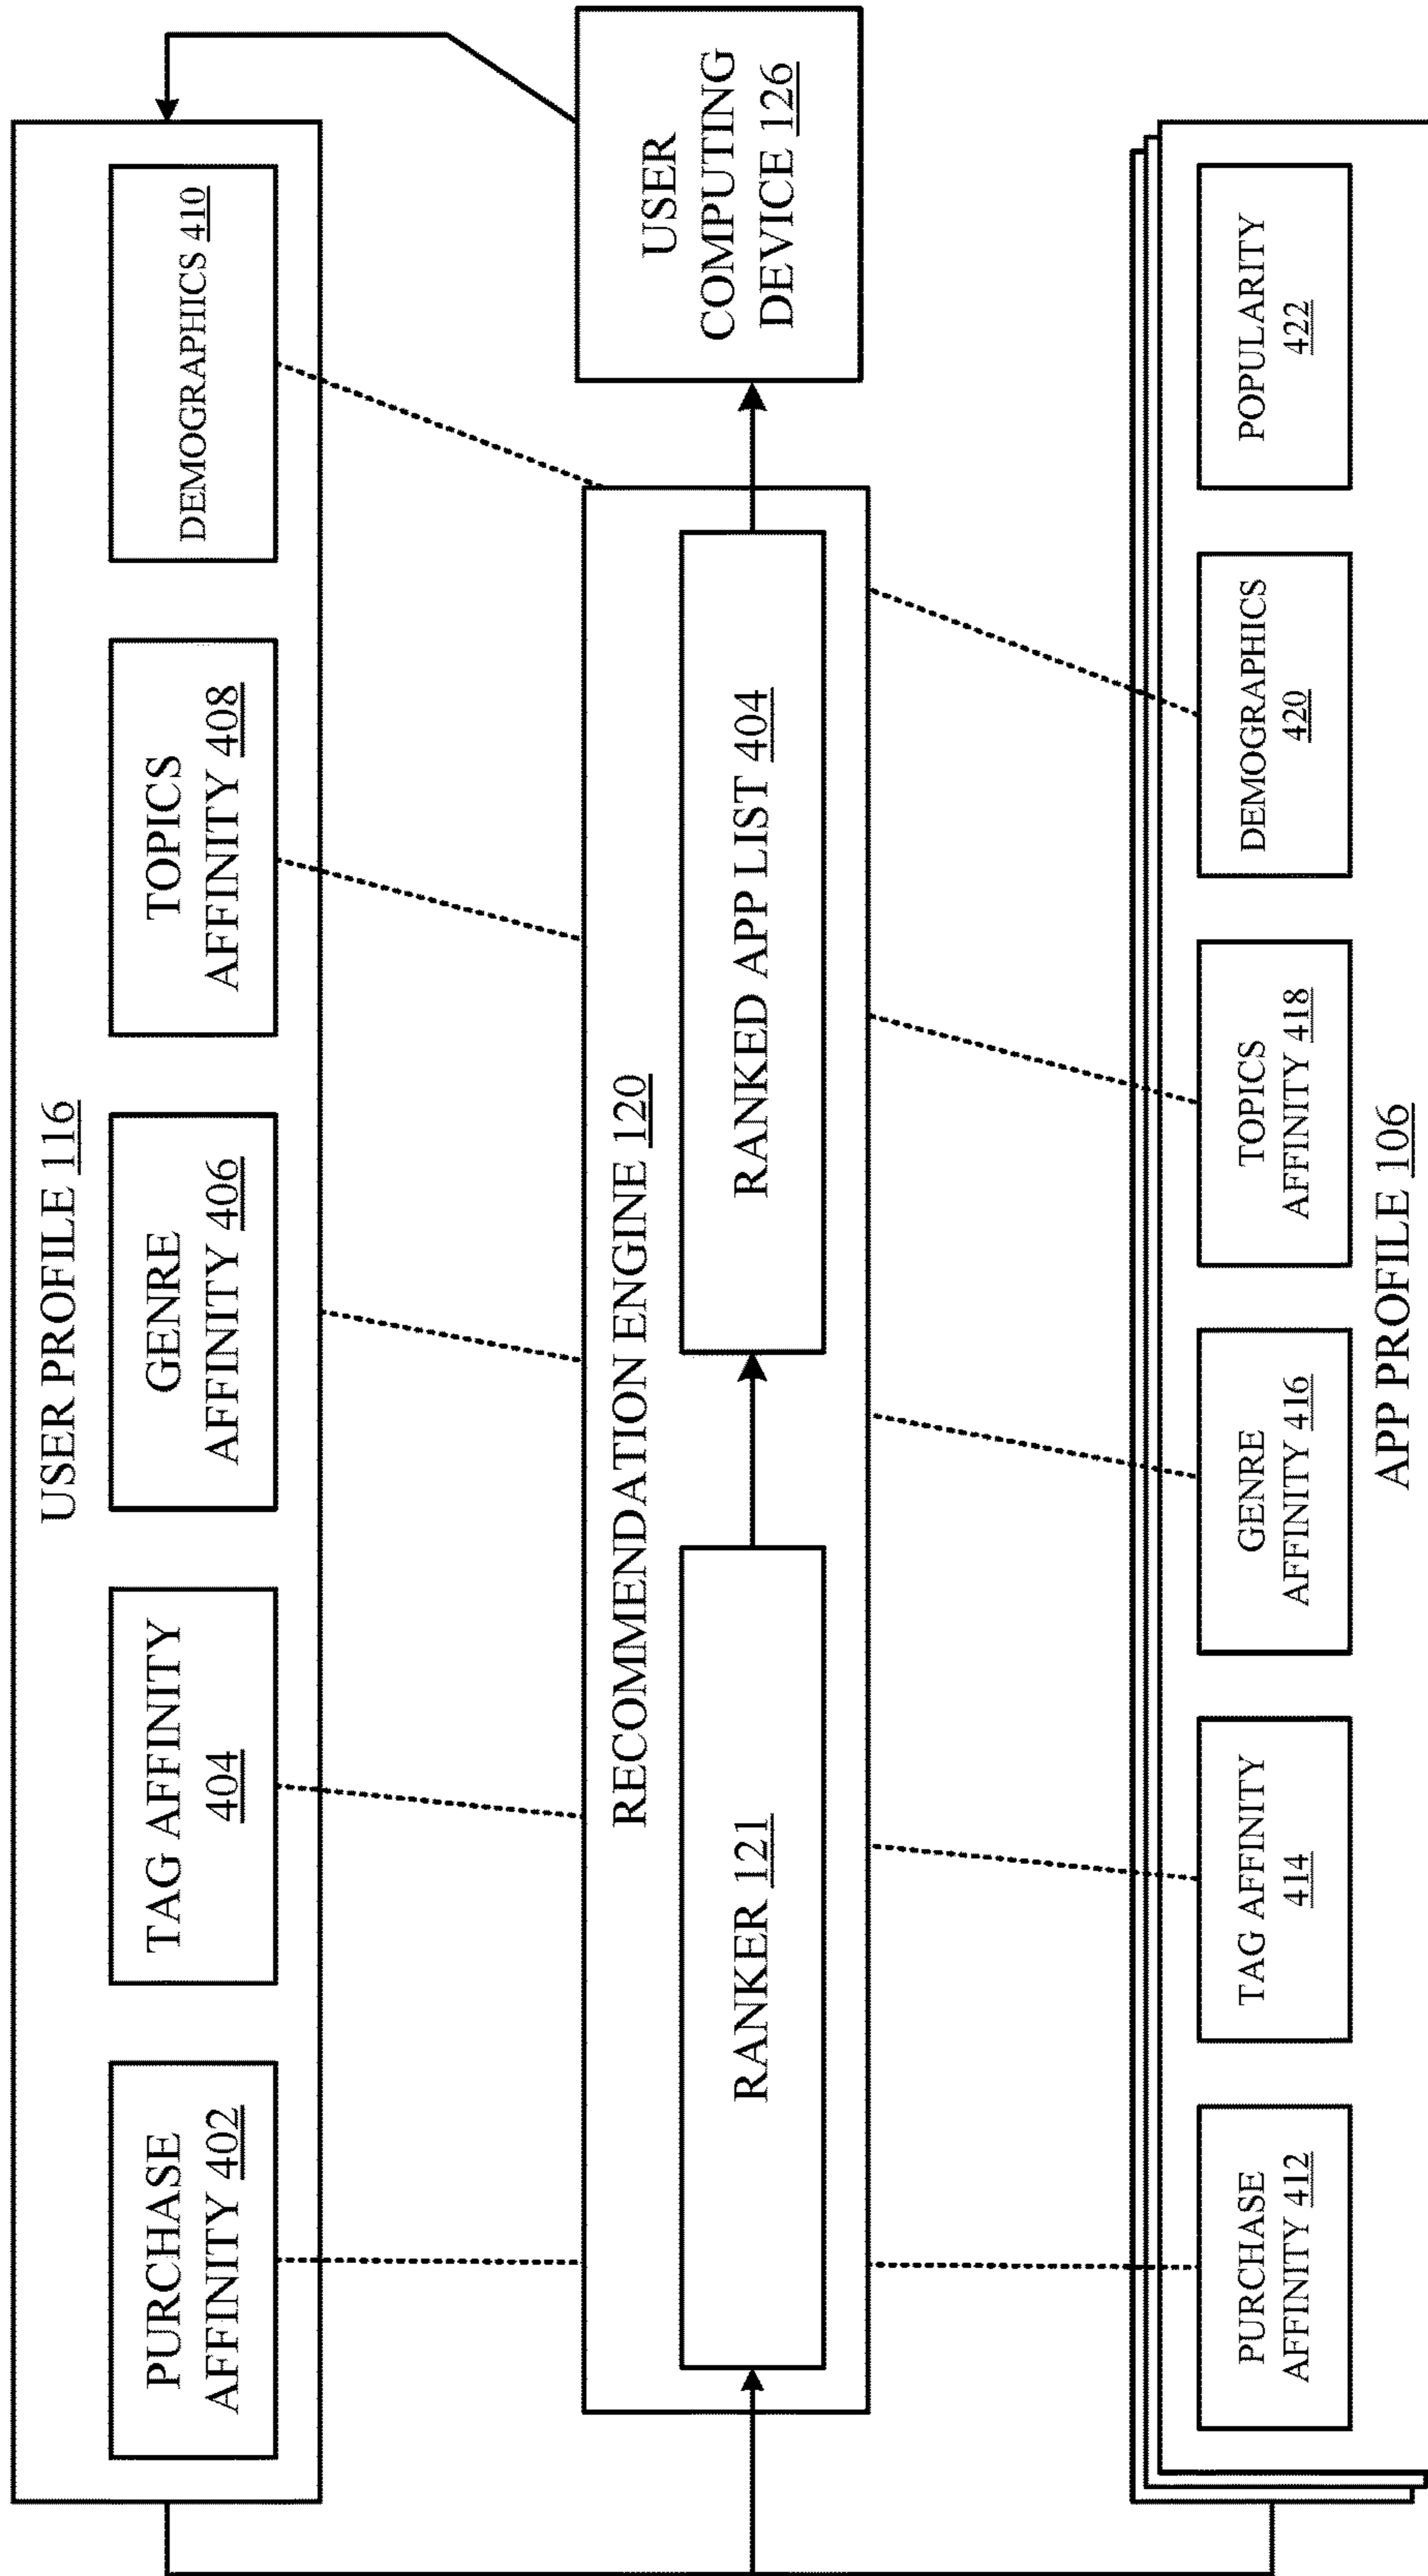 USER PROFILE 116
PURCHASE
AFFINITY 402
TAG AFFINITY
404
GENRE
AFFINITY 406
TOPICS
AFFINITY 408
DEMOGRAPHICS 410
RECOMMENDATION ENGINE 120
RANKER 121
RANKED APP LIST 404
USER
COMPUTING
DEVICE 126
PURCHASE
AFFINITY 412
TAG AFFINITY
414
GENRE
AFFINITY 416
TOPICS
AFFINITY 418
DEMOGRAPHICS
420
POPULARITY
422
APP PROFILE 106